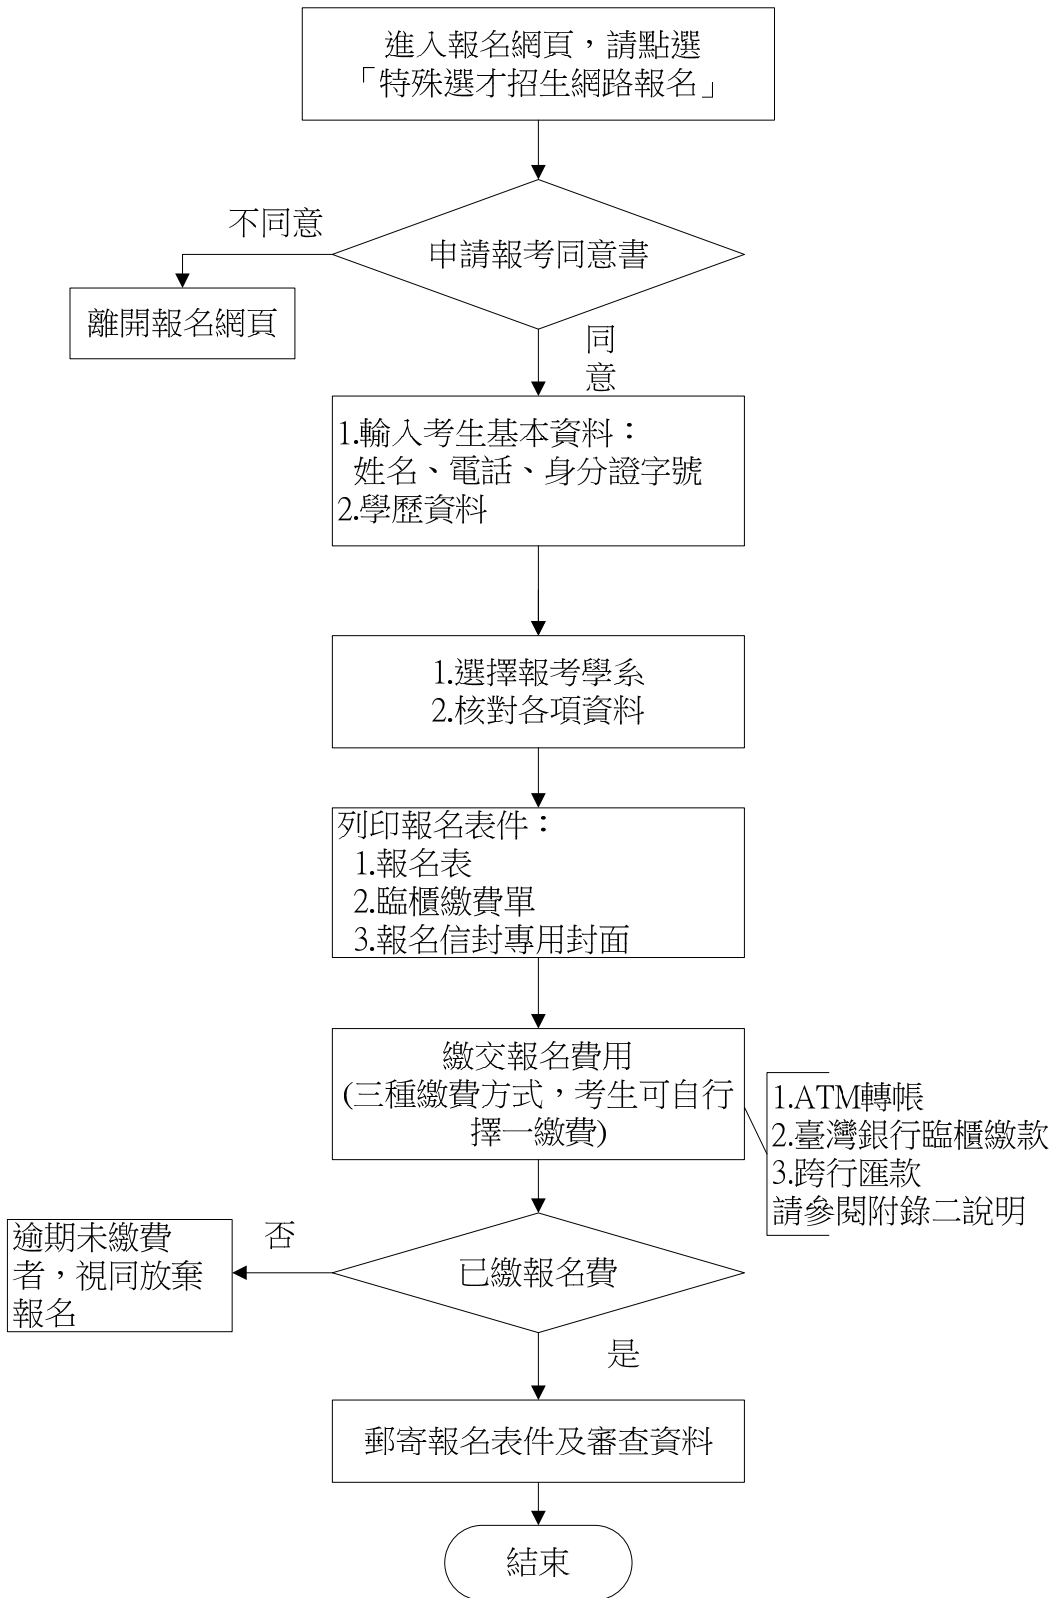 進入報名網頁，請點選
「特殊選才招生網路報名」
不同意
申請報考同意書
離開報名網頁
同
意
1.輸入考生基本資料：
姓名、電話、身分證字號
2.學歷資料
1.選擇報考學系
2.核對各項資料
列印報名表件：
1.報名表
2.臨櫃繳費單
3.報名信封專用封面
繳交報名費用
(三種繳費方式，考生可自行
擇一繳費)
1.ATM轉帳
2.臺灣銀行臨櫃繳款
3.跨行匯款
請參閱附錄二說明
否
逾期未繳費
者，視同放棄
報名
已繳報名費
是
郵寄報名表件及審查資料
結束